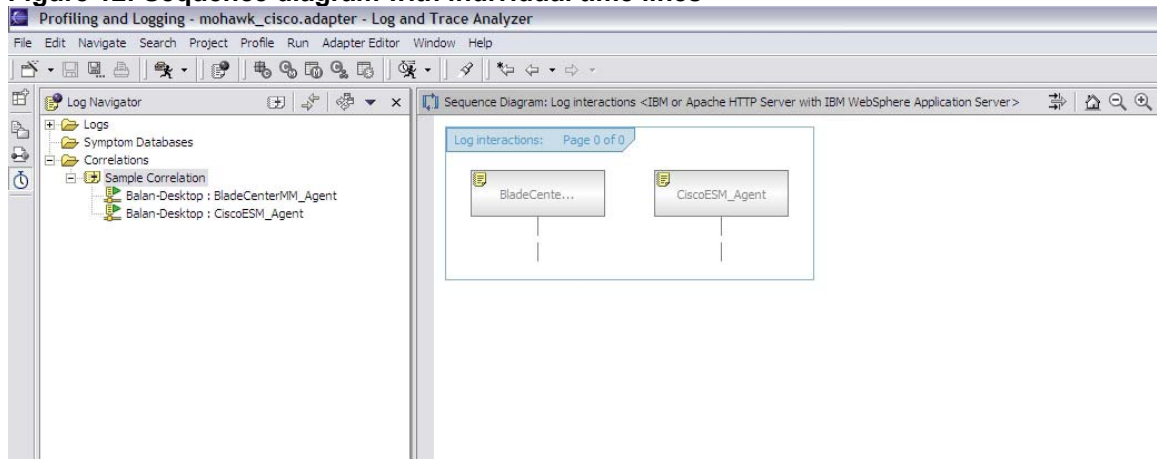 Figure 12. Sequence diagram with individual time lines
Profiling and Logging - mohawk_cisco.adapter - Log and Trace Analyzer
File Edit Navigate Search Project Profile Run Adapter Editor Window Help
Log Navigator
Logs
Symptom Databases
Correlations
Sample Correlation
Balan-Desktop : BladeCenterMM_Agent
Balan-Desktop : CiscoESM_Agent
Sequence Diagram: Log interactions <IBM or Apache HTTP Server with IBM WebSphere Application Server>
Log interactions: Page 0 of 0
BladeCente...
CiscoESM_Agent